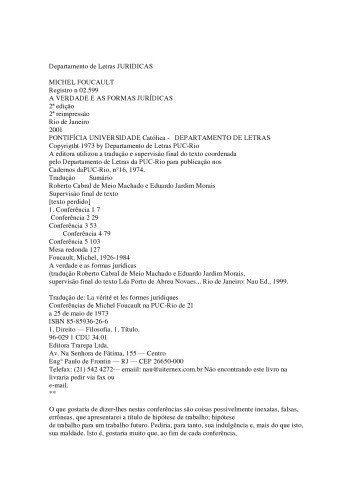 Departamento de Letras JURIDICAS
MICHEL FOUCAULT
Registro n 02.599
A VERDADE E AS FORMAS JURÍDICAS
2ª edição
2ª reimpressão
Rio de Janeiro
2001
PONTIFÍCIA UNIVERSIDADE Católica - DEPARTAMENTO DE LETRAS
Copyrigtht 1973 by Departamento de Letras PUC-Rio
A editora utilizou a tradução e supervisão final do texto coordenada
pelo Departamento de Letras da PUC-Rio para publicação nos
Cadernos daPUC-Rio, n°16, 1974.
Tradução Sumário
Roberto Cabral de Meio Machado e Eduardo Jardim Morais
Supervisão final de texto
[texto perdido]
1. Conferência 1 7
Conferência 2 29
Conferência 3 53
Conferência 4 79
Conferência 5 103
Mesa redonda 127
Foucault, Michel, 1926-1984
A verdade e as formas jurídicas
(tradução Roberto Cabral de Meio Machado e Eduardo Jardim Morais,
supervisão final do texto Léa Porto de Abreu Novaes... Rio de Janeiro: Nau Ed., 1999.
Tradução de: La vérité et les formes jurídiques
Conferências de Michel Foucault na PUC-Rio de 21
a 25 de maio de 1973
ISBN 85-85936-26-6
1. Direito — Filosofia. 1. Título.
96-029 1 CDU 34.01
Editora Trarepa Ltda,
Av. Na Senhora de Fátima, 155 — Centro
Eng° Paulo de Frontin — RJ — CEP 26650-000
Telefax: (21) 542 4272— emaiil: nau@aiternex.com.br Não encontrando este livro na
livraria pedir via fax ou
e-mail.
**
O que gostaria de dizer-lhes nestas conferências são coisas possivelmente inexatas, falsas,
errôneas, que apresentarei a título de hipótese de trabalho; hipótese
de trabalho para um trabalho futuro. Pediria, para tanto, sua indulgência e, mais do que isto,
sua maldade. Isto é, gostaria muito que, ao fim de cada conferência,